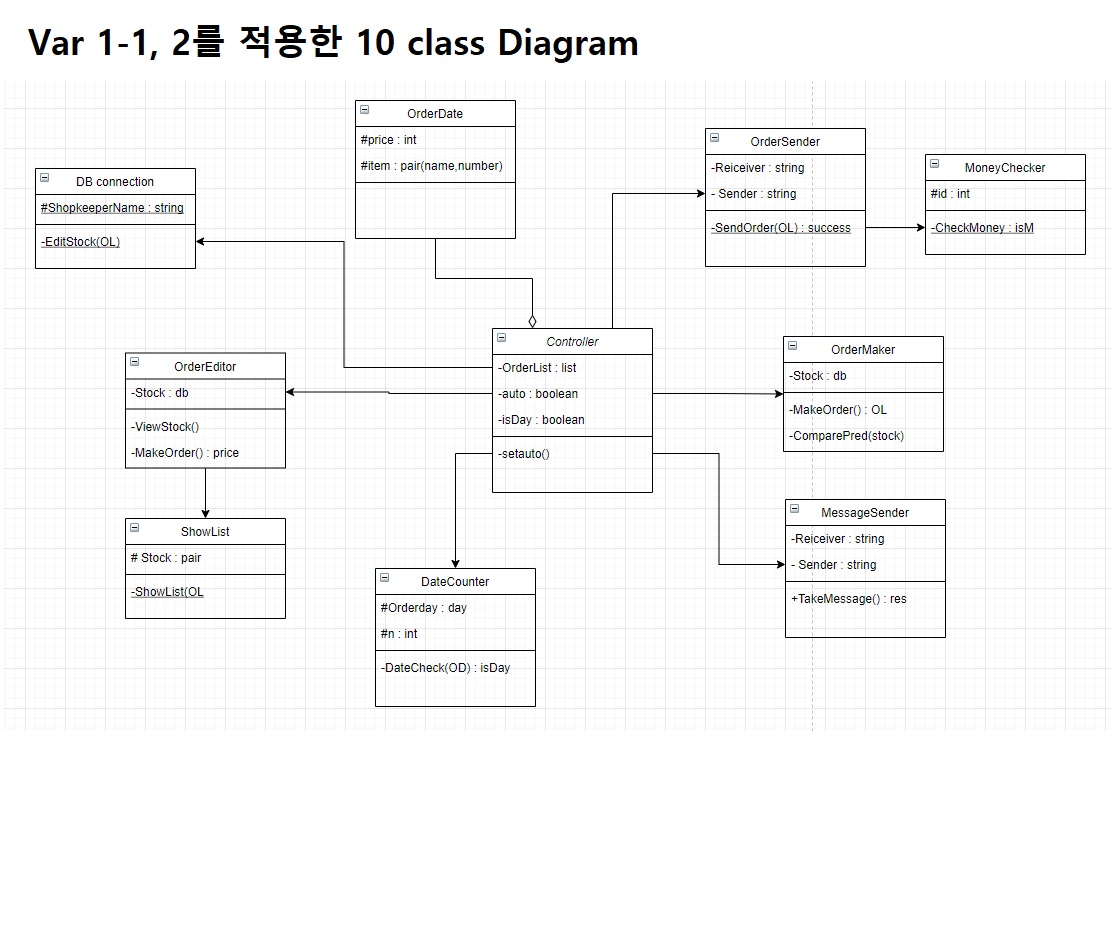 Var 1-1, 2를 적용한 10 class Diagram
OrderDate
#price : int
#item : pair(name,number)
OrderSender
-Reiceiver : string
- Sender : string
-SendOrder(OL) : success
MoneyChecker
#id : int
-CheckMoney : isM
DB connection
#ShopkeeperName : string
-EditStock(OL)
Controller
-OrderList : list
-auto : boolean
-isDay : boolean
-setauto()
OrderMaker
-Stock : db
-MakeOrder() : OL
-ComparePred(stock)
OrderEditor
-Stock : db
-ViewStock()
-MakeOrder() : price
ShowList
# Stock : pair
-ShowList(OL
DateCounter
#Orderday : day
#n : int
-DateCheck(OD) : isDay
MessageSender
-Reiceiver : string
- Sender : string
+TakeMessage() : res